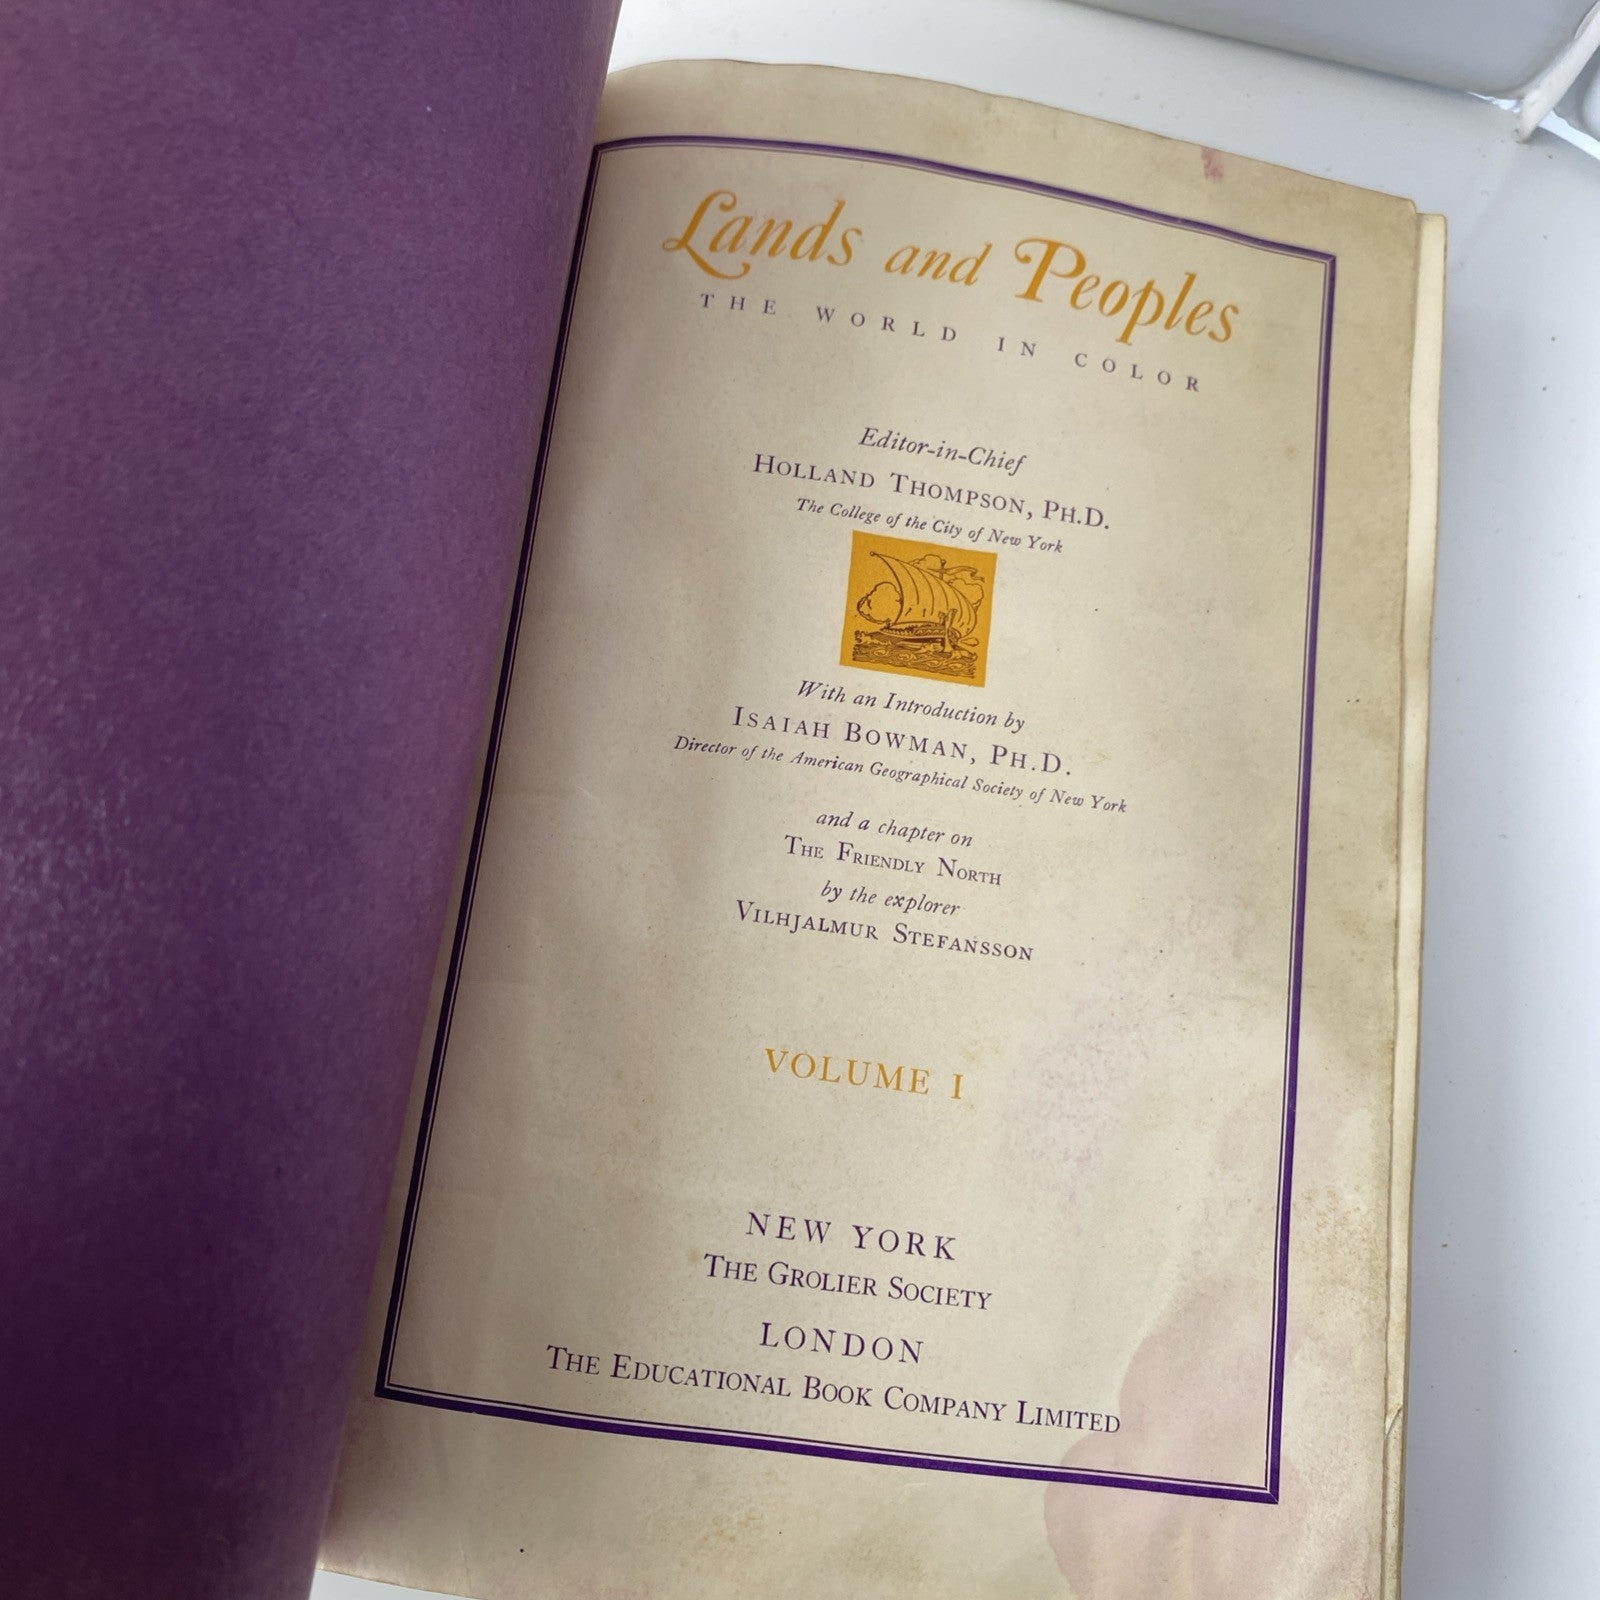 Lands and Peoples
THE WORLD IN COLOR
Editor-in-Chief
HOLLAND THOMPSON, PH.D.
The College of the City of New York
With an Introduction by
ISAIAH BOWMAN, PH.D.
Director of the American Geographical Society of New York
and a chapter on
THE FRIENDLY NORTH
by the explorer
VILHJALMUR STEFANSSON
VOLUME I
NEW YORK
THE GROLIER SOCIETY
LONDON
THE EDUCATIONAL BOOK COMPANY LIMITED